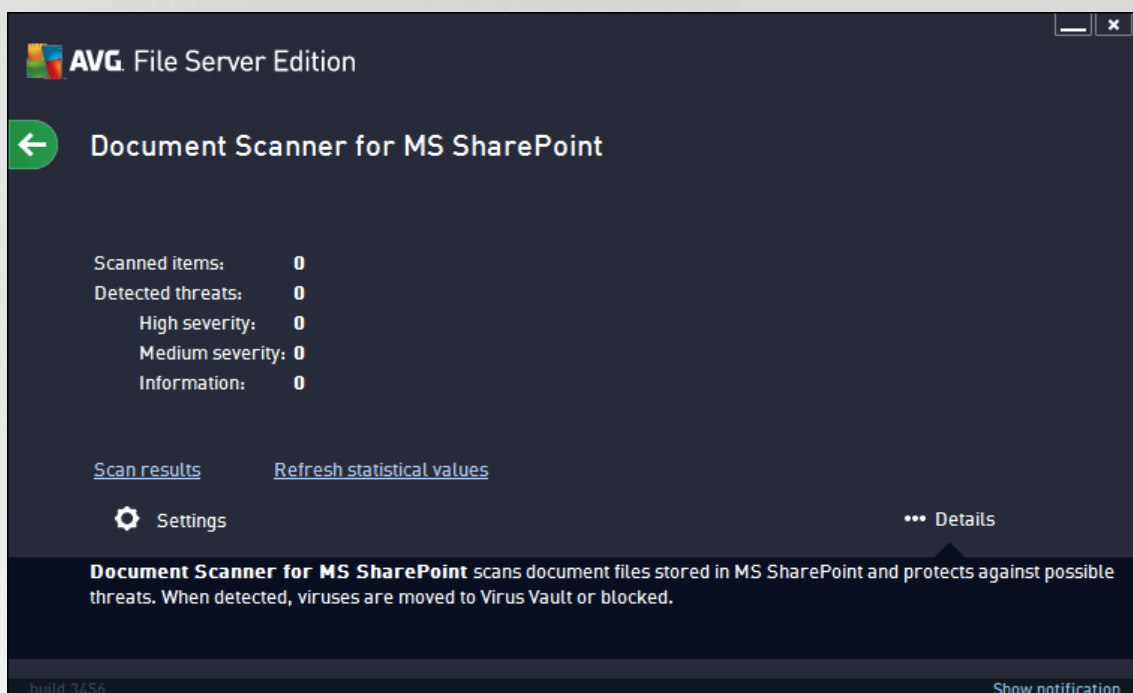 AVG. File Server Edition
Document Scanner for MS SharePoint
Scanned items: 0
Detected threats: 0
High severity: 0
Medium severity: 0
Information: 0
Scan results Refresh statistical values
Settings ••• Details
Document Scanner for MS SharePoint scans document files stored in MS SharePoint and protects against possible
threats. When detected, viruses are moved to Virus Vault or blocked.
build 3456 Show notification